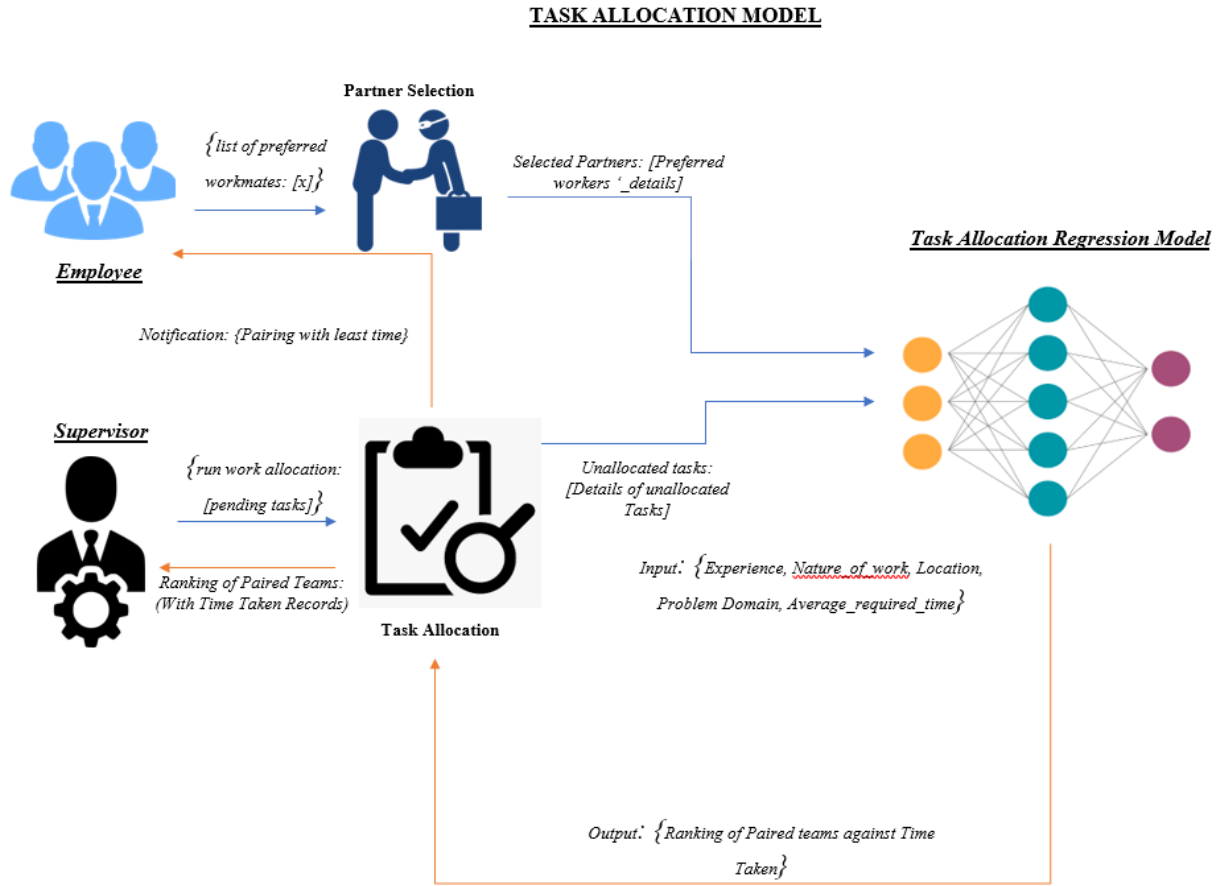 TASK ALLOCATION MODEL
Partner Selection
{list of preferred
workmates: [x]}
Selected Partners: [Preferred
workers ‘_details]
Employee
Task Allocation Regression Model
Notification: {Pairing with least time}
Supervisor
{run work allocation:
[pending tasks]}
Unallocated tasks:
[Details of unallocated
Tasks]
Ranking of Paired Teams:
(With Time Taken Records)
Input: {Experience, Nature_of_work, Location,
Problem Domain, Average_required_time}
Task Allocation
Output: {Ranking of Paired teams against Time
Taken}